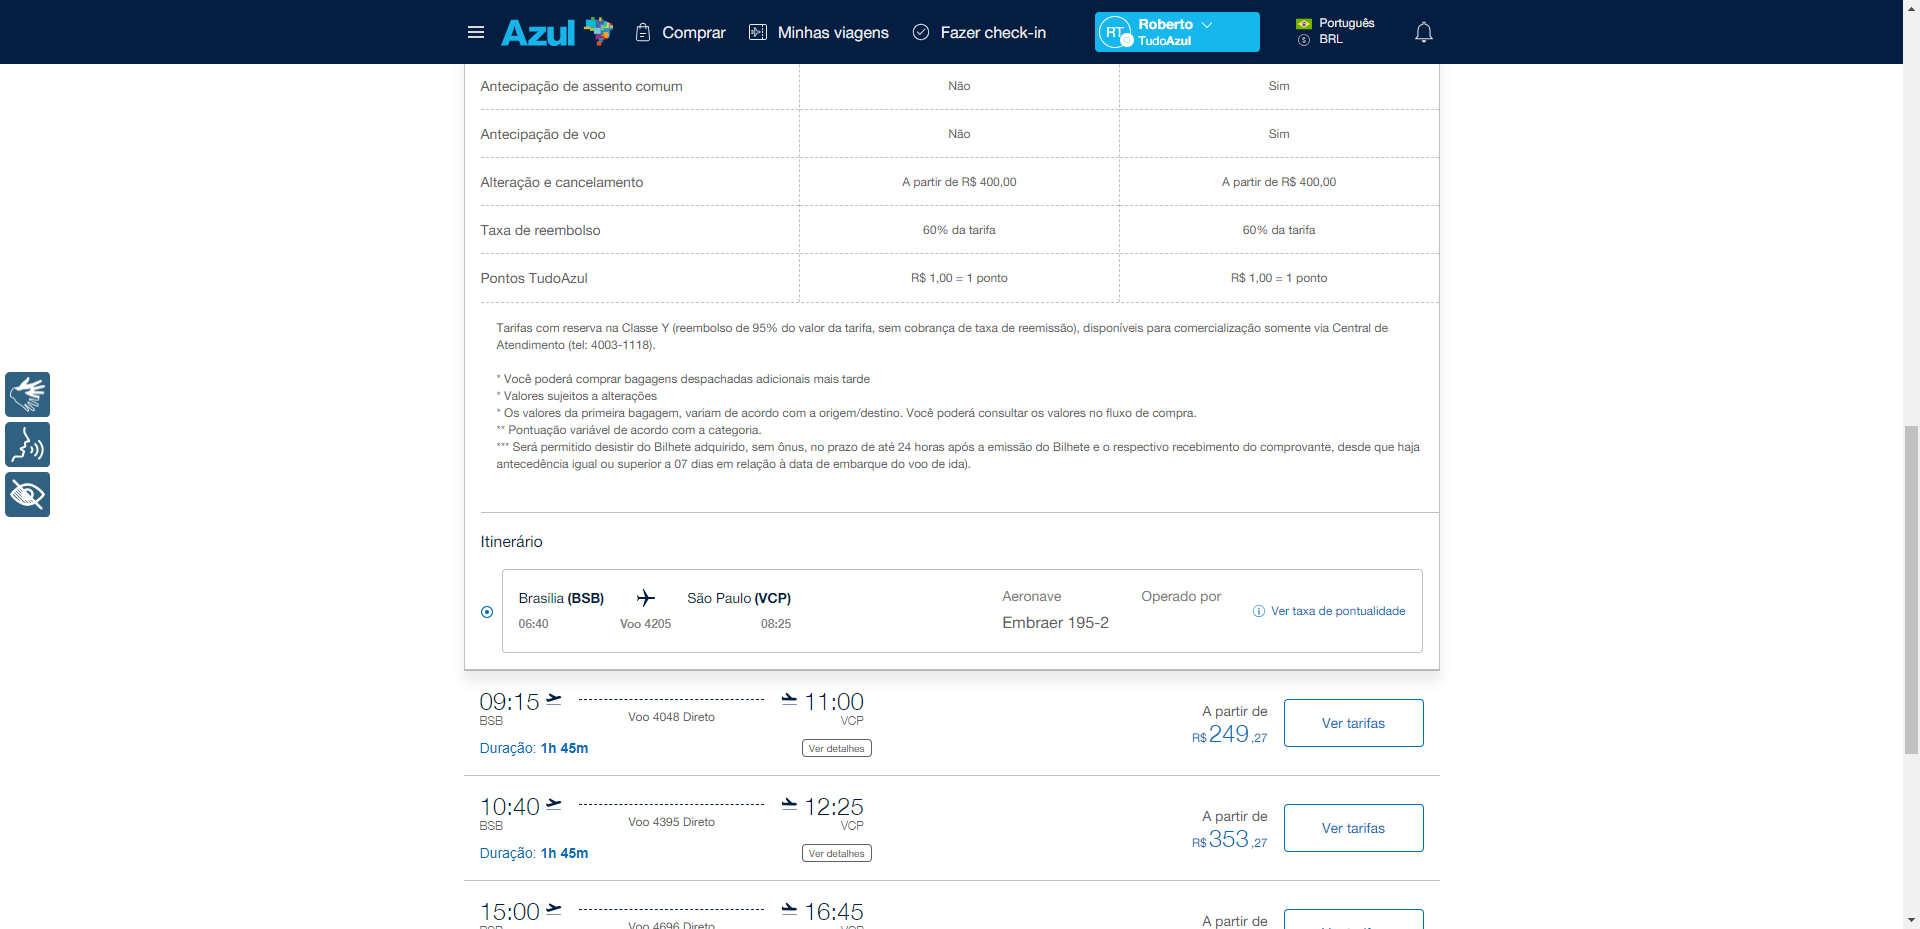 Azul
Comprar
Minhas viagens
Fazer check-in
RT
Roberto
TudoAzul
Português
BRL
Antecipação de assento comum Não Sim
Antecipação de voo Não Sim
Alteração e cancelamento A partir de R$ 400,00 A partir de R$ 400,00
Taxa de reembolso 60% da tarifa 60% da tarifa
Pontos TudoAzul R$ 1,00 = 1 ponto R$ 1,00 = 1 ponto
Tarifas com reserva na Classe Y (reembolso de 95% do valor da tarifa, sem cobrança de taxa de reemissão), disponíveis para comercialização somente via Central de
Atendimento (tel: 4003-1118).
* Você poderá comprar bagagens despachadas adicionais mais tarde
* Valores sujeitos a alterações
* Os valores da primeira bagagem, variam de acordo com a origem/destino. Você poderá consultar os valores no fluxo de compra.
** Pontuação variável de acordo com a categoria.
*** Será permitido desistir do Bilhete adquirido, sem ônus, no prazo de até 24 horas após a emissão do Bilhete e o respectivo recebimento do comprovante, desde que haja
antecedência igual ou superior a 07 dias em relação à data de embarque do voo de ida).
Itinerário
Brasília (BSB) São Paulo (VCP)
06:40 Voo 4205 08:25
Aeronave
Embraer 195-2
Operado por
Ver taxa de pontualidade
09:15 11:00
BSB Voo 4048 Direto VCP
Duração: 1h 45m Ver detalhes
A partir de
R$ 249,27
Ver tarifas
10:40 12:25
BSB Voo 4395 Direto VCP
Duração: 1h 45m Ver detalhes
A partir de
R$ 353,27
Ver tarifas
15:00 16:45
BSB Voo 4696 Direto VCP
A partir de